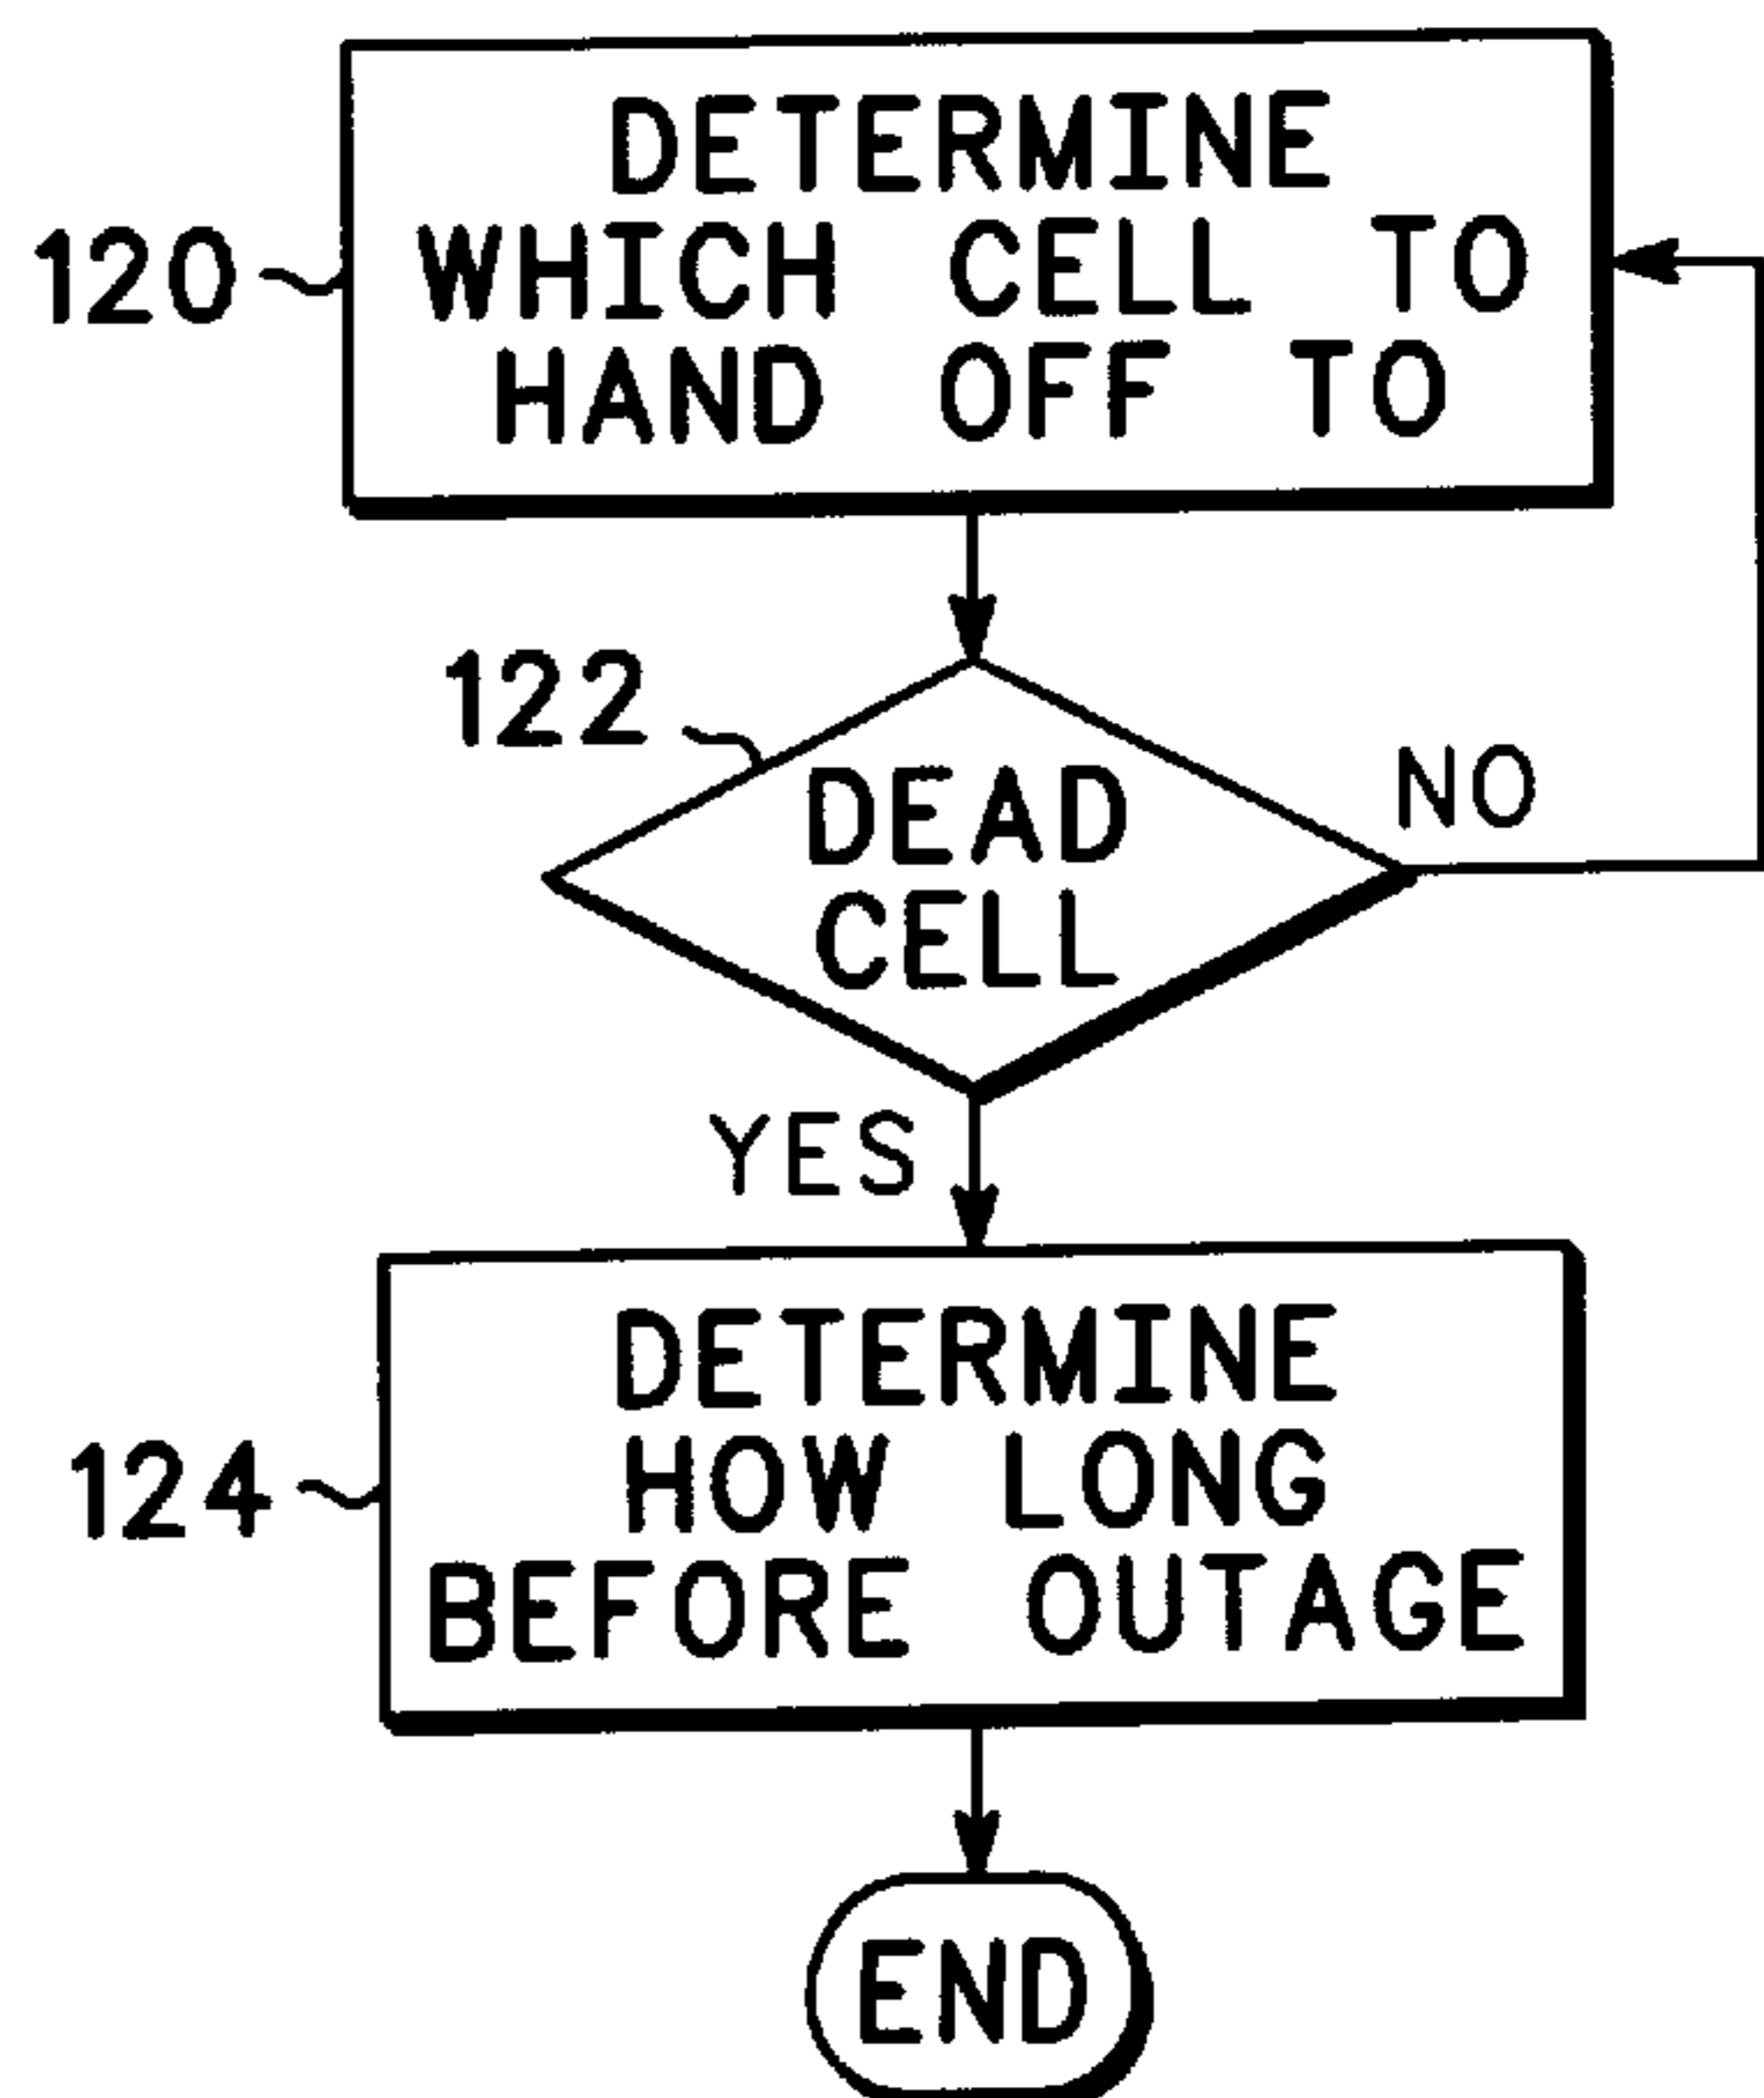 DETERMINE
120
WHICH CELL TO
HAND OFF TO
122
DEAD
CELL
NO
YES
DETERMINE
124
HOW LONG
BEFORE OUTAGE
END